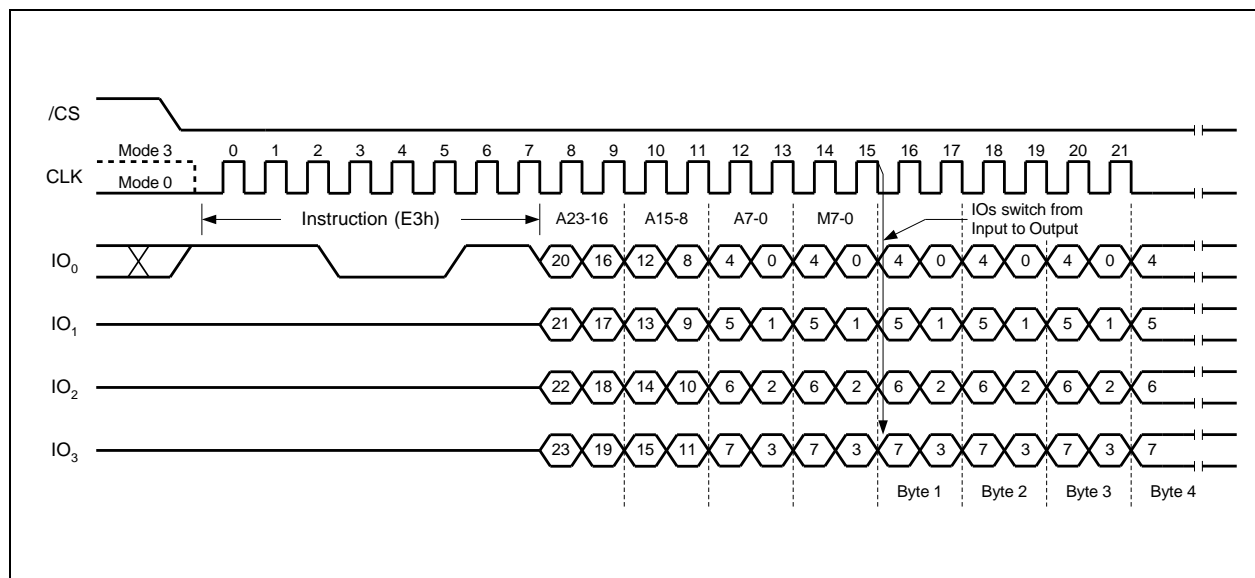 /CS
Mode 3 0 1 2 3 4 5 6 7 8 9 10 11 12 13 14 15 16 17 18 19 20 21
CLK
Mode 0
Instruction (E3h) A23-16 A15-8 A7-0 M7-0 IOs switch from
Input to Output
IO0 20 16 12 8 4 0 4 0 4 0 4 0 4 0 4
IO1 21 17 13 9 5 1 5 1 5 1 5 1 5 1 5
IO2 22 18 14 10 6 2 6 2 6 2 6 2 6 2 6
IO3 23 19 15 11 7 3 7 3 7 3 7 3 7 3 7
Byte 1 Byte 2 Byte 3 Byte 4